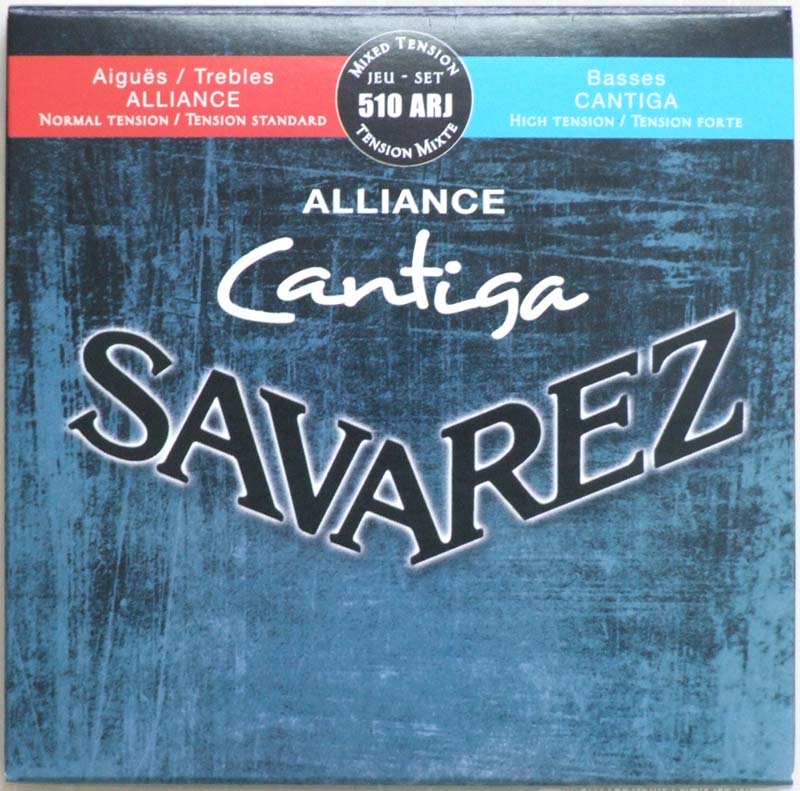 Aiguës / Trebles
ALLIANCE
NORMAL TENSION / TENSION STANDARD
MIXED TENSION
JEU - SET
510 ARJ
TENSION MIXTE
Basses
CANTIGA
HIGH TENSION / TENSION FORTE
ALLIANCE
Cantiga
SAVAREZ